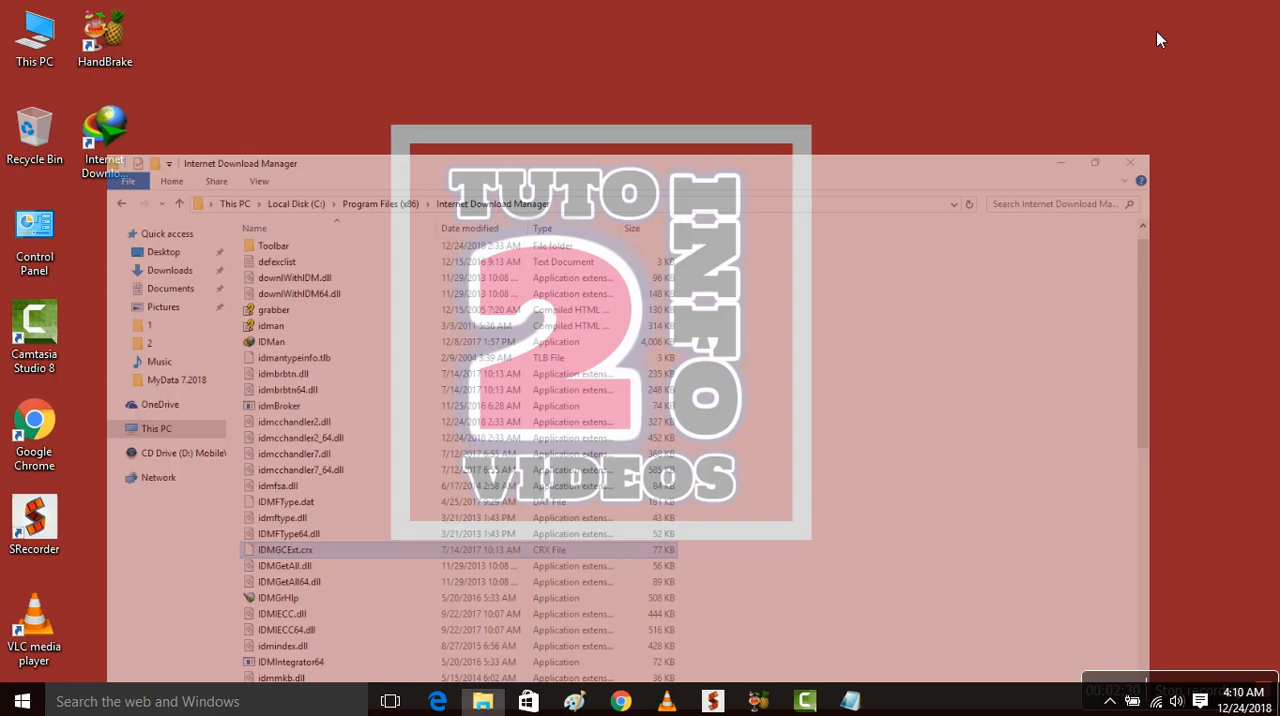 This PC
HandBrake
Recycle Bin
Internet
Downlo...
Control
Panel
Camtasia
Studio 8
Google
Chrome
SRecorder
VLC media
player
TUTO
INFO
2
VIDEOS
Internet Download Manager
File Home Share View
This PC Local Disk (C:) Program Files (x86) Internet Download Manager
Search Internet Download Ma...
Quick access
Desktop
Downloads
Documents
Pictures
1
2
Music
MyData 7.2018
OneDrive
This PC
CD Drive (D:) Mobile
Network
Name Date modified Type Size
Toolbar 12/24/2018 2:33 AM File folder
defexclist 12/15/2016 9:13 AM Text Document 3 KB
downlWithIDM.dll 11/29/2013 10:08 ... Application extens... 96 KB
downlWithIDM64.dll 11/29/2013 10:08 ... Application extens... 148 KB
grabber 12/15/2005 7:20 AM Compiled HTML ... 130 KB
idman 3/3/2011 5:36 AM Compiled HTML ... 314 KB
IDMan 12/8/2017 1:57 PM Application 4,006 KB
idmantypeinfo.tlb 2/9/2004 3:39 AM TLB File 3 KB
idmbrbtn.dll 7/14/2017 10:13 AM Application extens... 235 KB
idmbrbtn64.dll 7/14/2017 10:13 AM Application extens... 248 KB
idmBroker 11/25/2016 6:28 AM Application 74 KB
idmcchandler2.dll 12/24/2018 2:33 AM Application extens... 327 KB
idmcchandler2_64.dll 12/24/2018 2:33 AM Application extens... 452 KB
idmcchandler7.dll 7/12/2017 6:55 AM Application extens... 368 KB
idmcchandler7_64.dll 7/12/2017 6:55 AM Application extens... 585 KB
idmfsa.dll 6/17/2014 2:58 AM Application extens... 84 KB
IDMFType.dat 4/25/2017 9:29 AM DAT File 161 KB
idmftype.dll 3/21/2013 1:43 PM Application extens... 43 KB
IDMFType64.dll 3/21/2013 1:43 PM Application extens... 52 KB
IDMGCExt.crx 7/14/2017 10:13 AM CRX File 77 KB
IDMGetAll.dll 11/29/2013 10:08 ... Application extens... 56 KB
IDMGetAll64.dll 11/29/2013 10:08 ... Application extens... 89 KB
IDMGrHlp 5/20/2016 5:33 AM Application 508 KB
IDMIECC.dll 9/22/2017 10:07 AM Application extens... 444 KB
IDMIECC64.dll 9/22/2017 10:07 AM Application extens... 516 KB
idmindex.dll 8/27/2015 6:56 AM Application extens... 428 KB
IDMIntegrator64 5/20/2016 5:33 AM Application 72 KB
idmmkb.dll 5/15/2014 6:02 AM Application extens... 36 KB
Search the web and Windows
00:02:30 Stop recor
4:10 AM
12/24/2018